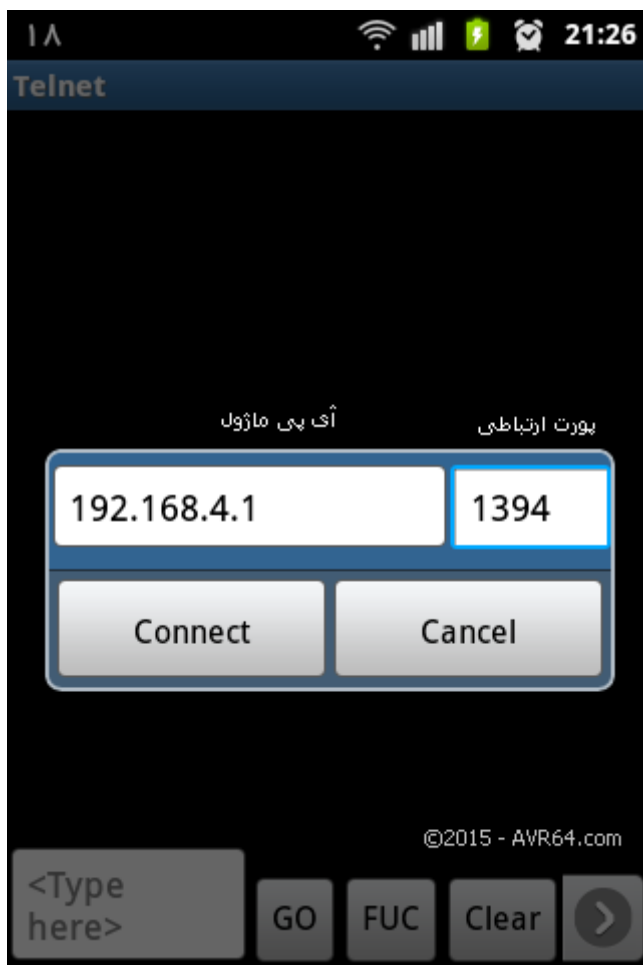 ۱۸ 21:26
Telnet
آی پی ماژول پورت ارتباطی
192.168.4.1 1394
Connect Cancel
©2015 - AVR64.com
<Type
here> GO FUC Clear